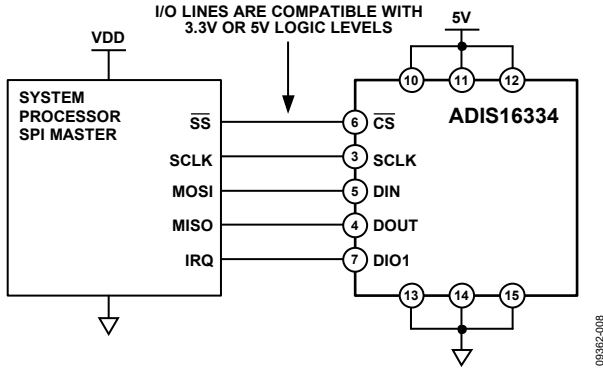 I/O LINES ARE COMPATIBLE WITH
3.3V OR 5V LOGIC LEVELS
VDD
5V
10
11
12
SYSTEM
PROCESSOR
SPI MASTER
ADIS16334
SS
6
CS
SCLK
3
SCLK
MOSI
5
DIN
MISO
4
DOUT
IRQ
7
DIO1
13
14
15
09362-008